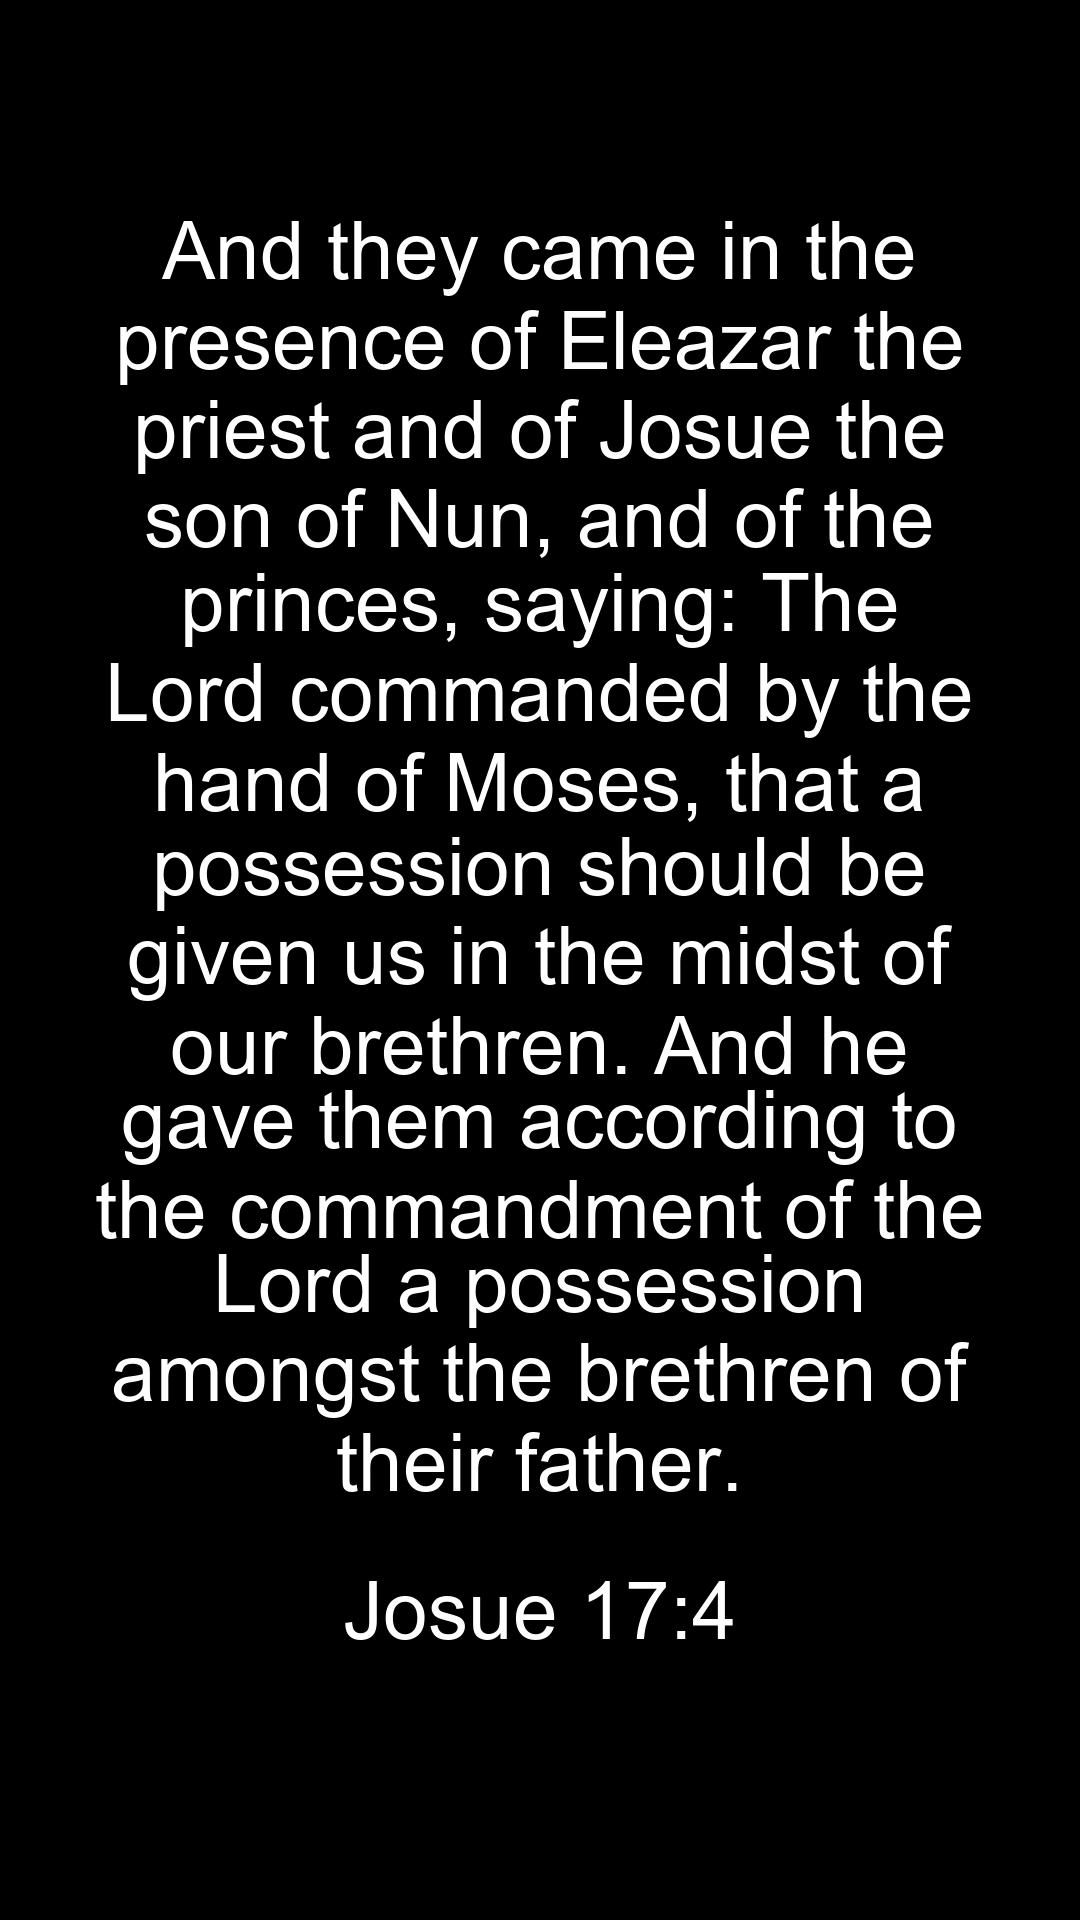 And they came in the
presence of Eleazar the
priest and of Josue the
son of Nun, and of the
princes, saying: The
Lord commanded by the
hand of Moses, that a
possession should be
given us in the midst of
our brethren. And he
gave them according to
the commandment of the
Lord a possession
amongst the brethren of
their father.
Josue 17:4